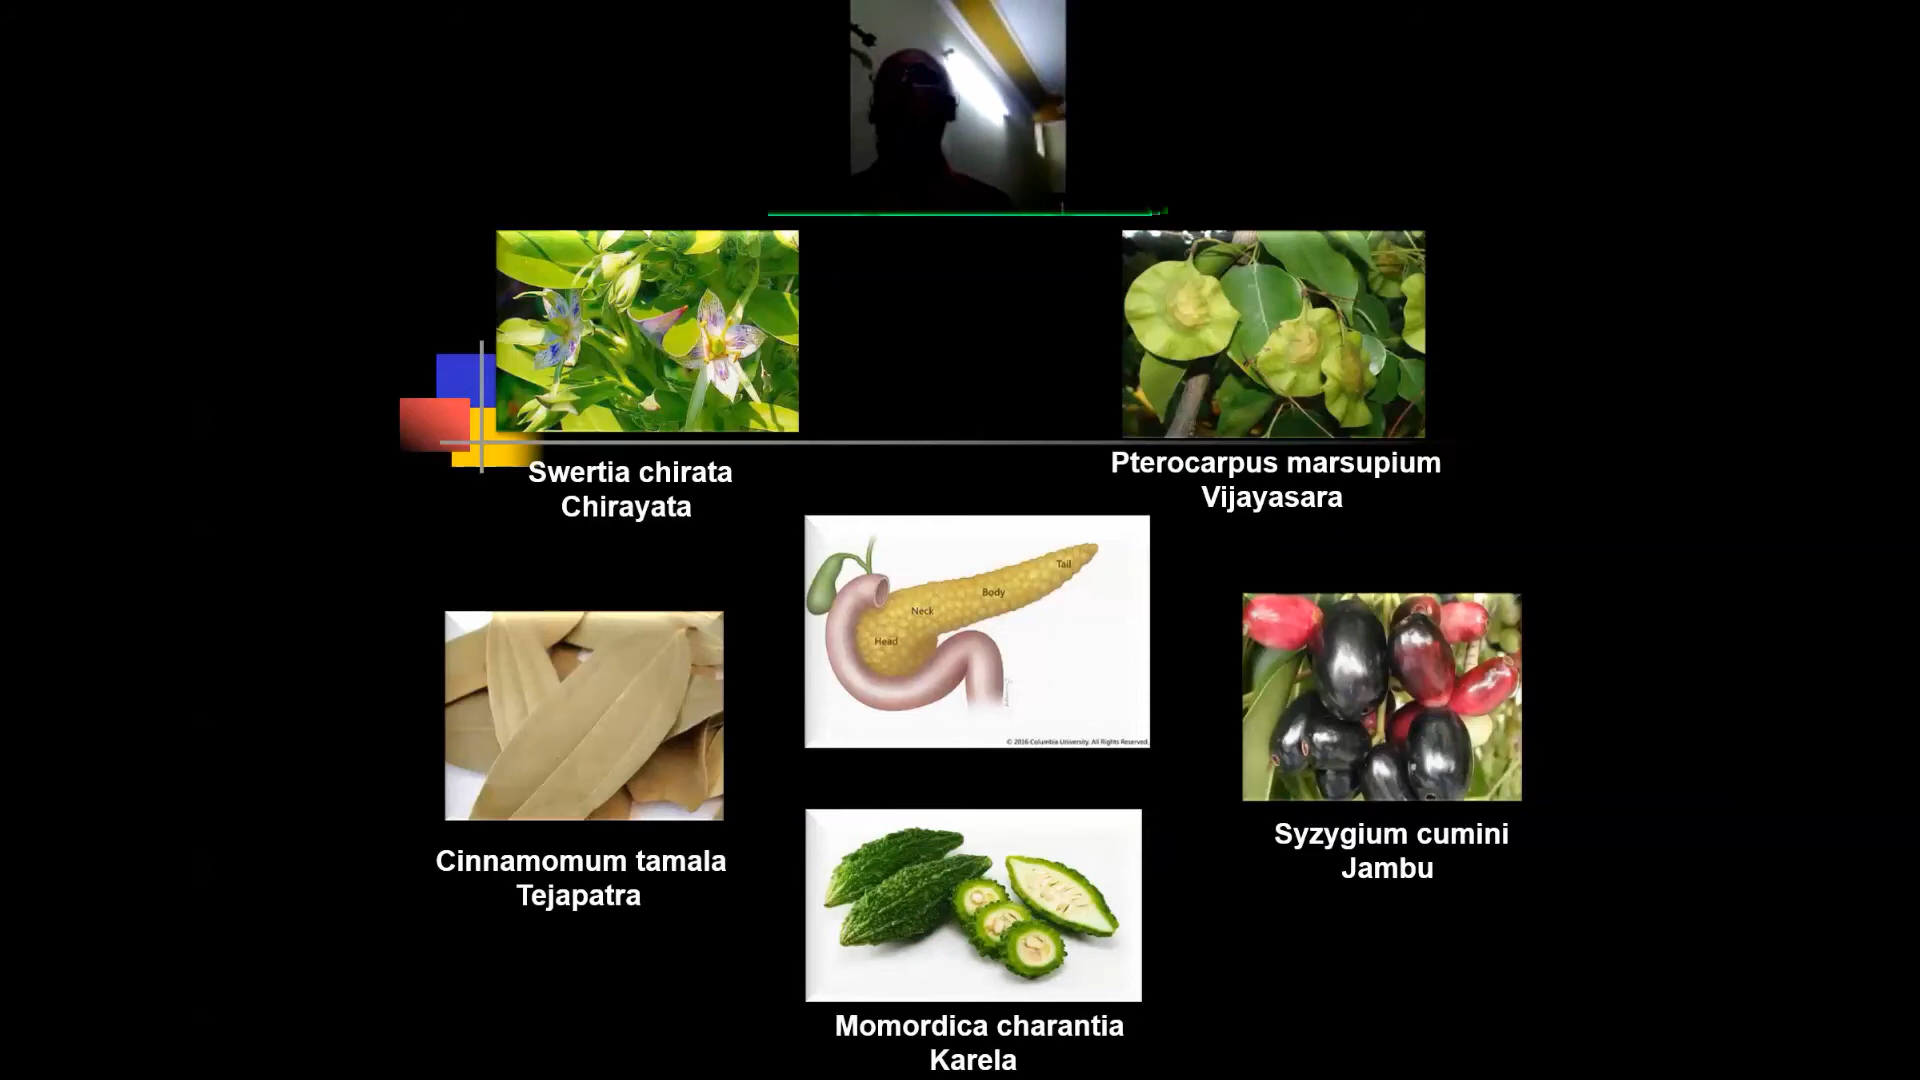 Swertia chirata
Chirayata
Pterocarpus marsupium
Vijayasara
Tail
Body
Neck
Head
© 2016 Columbia University. All Rights Reserved.
Cinnamomum tamala
Tejapatra
Syzygium cumini
Jambu
Momordica charantia
Karela